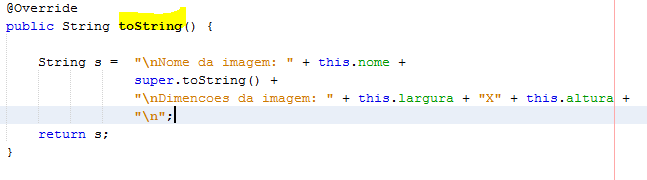 @Override
public String toString() {
String s = "\nNome da imagem: " + this.nome +
super.toString() +
"\nDimencoes da imagem: " + this.largura + "X" + this.altura +
"\n";
return s;
}